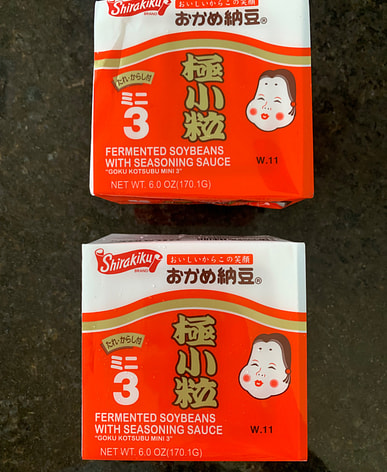 Shirakiku
BRAND
おいしいからこの笑顔
おかめ納豆®
たれ・からし付
ミニ
3
極小粒
FERMENTED SOYBEANS
WITH SEASONING SAUCE
"GOKU KOTSUBU MINI 3"
W.11
NET WT. 6.0 OZ(170.1G)
Shirakiku
BRAND
おいしいからこの笑顔
おかめ納豆®
たれ・からし付
ミニ
3
極小粒
FERMENTED SOYBEANS
WITH SEASONING SAUCE
"GOKU KOTSUBU MINI 3"
W.11
NET WT. 6.0 OZ(170.1G)